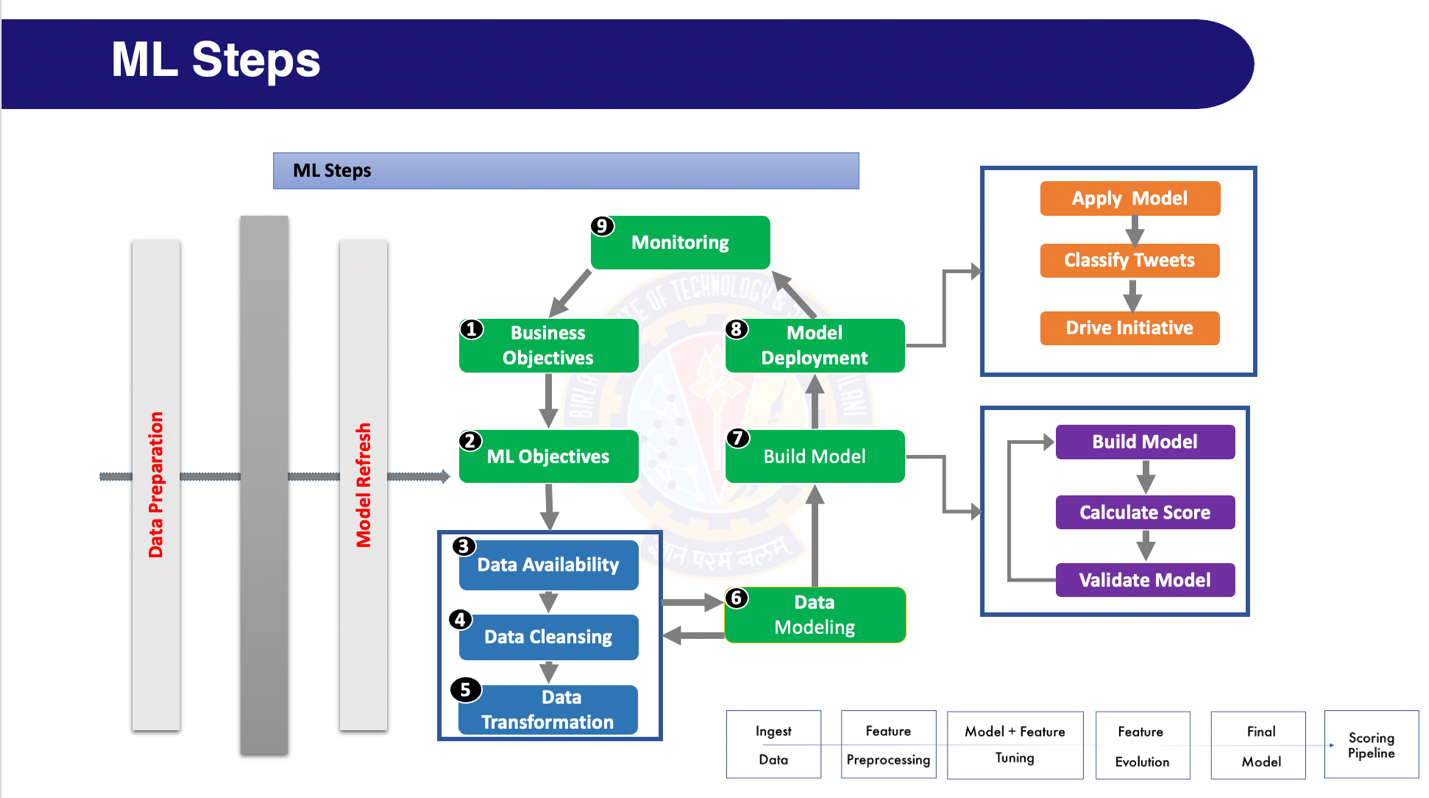 ML Steps
ML Steps
Data Preparation
Model Refresh
9
Monitoring
1
Business
Objectives
2
ML Objectives
3
Data Availability
4
Data Cleansing
5
Data
Transformation
6
Data
Modeling
7
Build Model
8
Model
Deployment
Apply Model
Classify Tweets
Drive Initiative
Build Model
Calculate Score
Validate Model
Ingest
Data
Feature
Preprocessing
Model + Feature
Tuning
Feature
Evolution
Final
Model
Scoring
Pipeline
ज्ञानं परमं बलम्